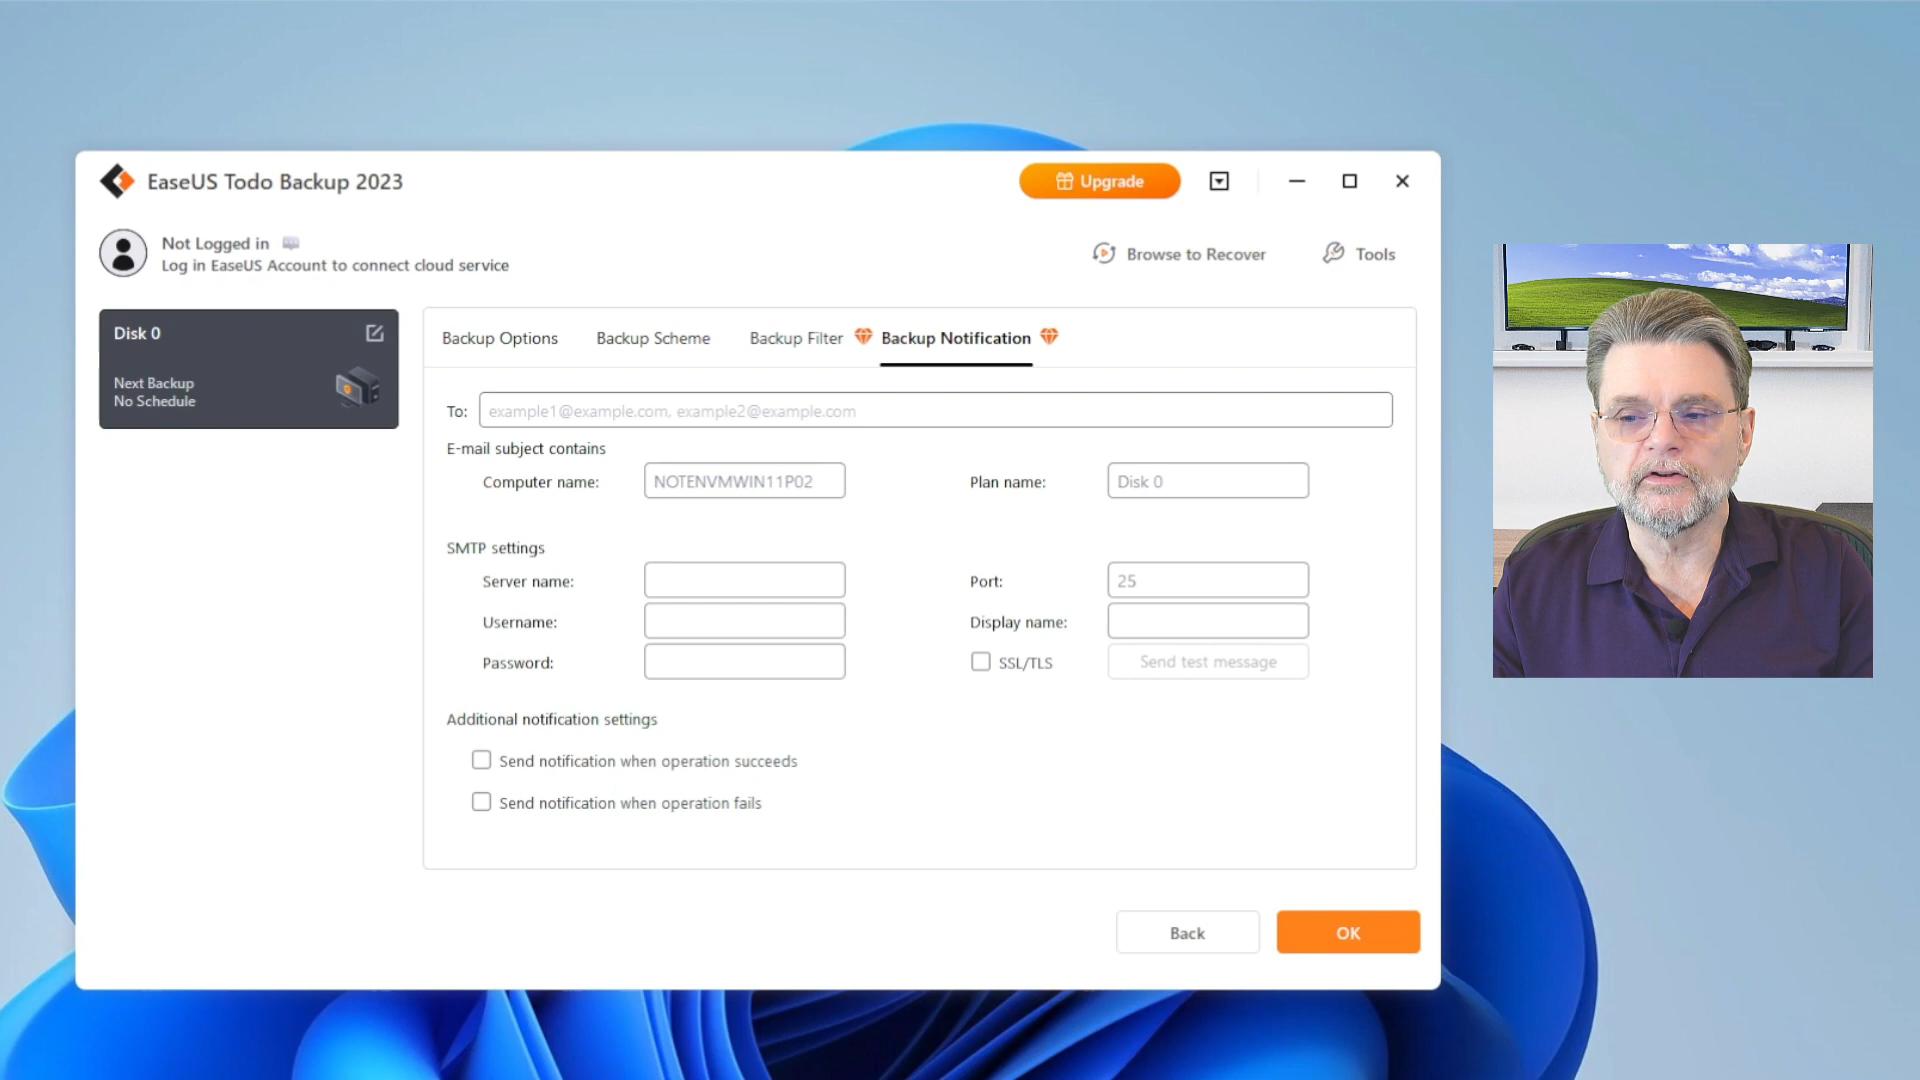 EaseUS Todo Backup 2023
Upgrade
Not Logged in
Log in EaseUS Account to connect cloud service
Browse to Recover
Tools
Disk 0
Next Backup
No Schedule
Backup Options
Backup Scheme
Backup Filter
Backup Notification
To: example1@example.com, example2@example.com
E-mail subject contains
Computer name: NOTENVMWIN11P02
Plan name: Disk 0
SMTP settings
Server name:
Port: 25
Username:
Display name:
Password:
SSL/TLS
Send test message
Additional notification settings
Send notification when operation succeeds
Send notification when operation fails
Back
OK